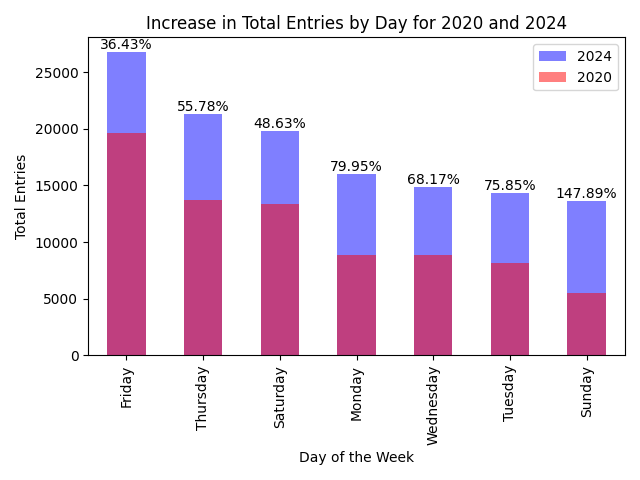 Increase in Total Entries by Day for 2020 and 2024
36.43%
55.78%
48.63%
79.95%
68.17%
75.85%
147.89%
2024
2020
Total Entries
25000
20000
15000
10000
5000
0
Friday
Thursday
Saturday
Monday
Wednesday
Tuesday
Sunday
Day of the Week